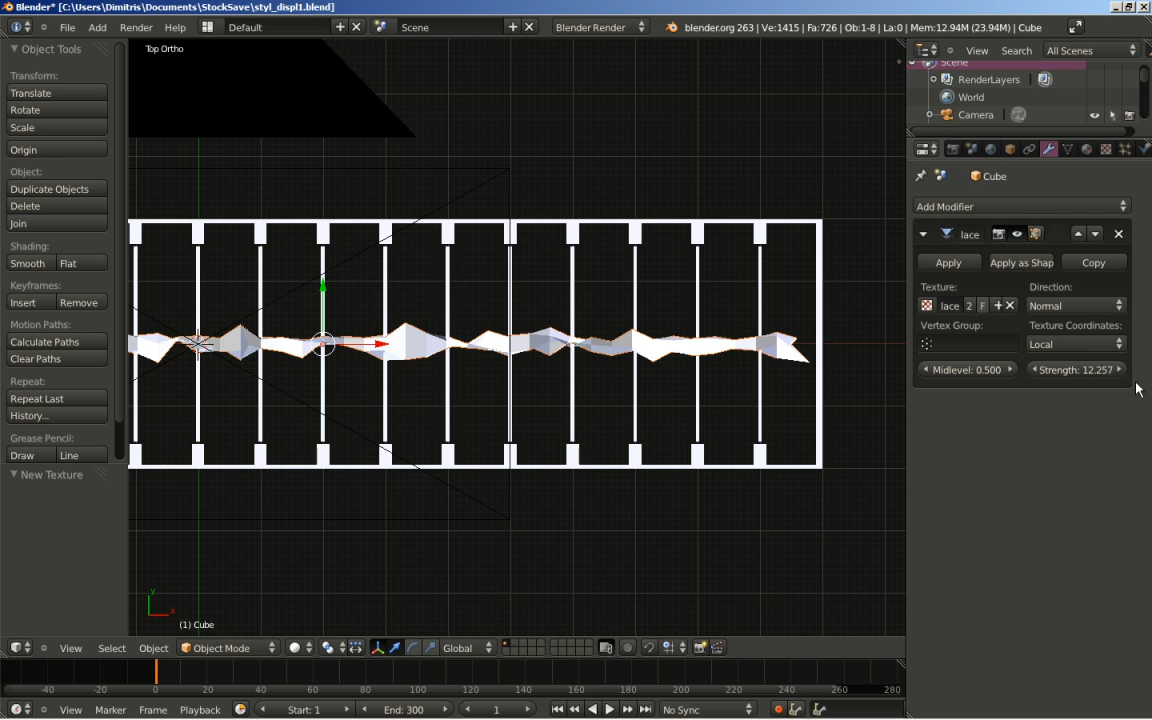 Blender* [C:\Users\Dimitris\Documents\StockSave\styl_displ1.blend]
File Add Render Help Default Scene Blender Render blender.org 263 | Ve:1415 | Fa:726 | Ob:1-8 | La:0 | Mem:12.94M (23.94M) | Cube
Object Tools
Transform:
Translate
Rotate
Scale
Origin
Object:
Duplicate Objects
Delete
Join
Shading:
Smooth Flat
Keyframes:
Insert Remove
Motion Paths:
Calculate Paths
Clear Paths
Repeat:
Repeat Last
History...
Grease Pencil:
Draw Line
New Texture
Top Ortho
y
x
(1) Cube
View Search All Scenes
Scene
RenderLayers
World
Camera
Cube
Add Modifier
lace
Apply Apply as Shap Copy
Texture: Direction:
lace 2 F Normal
Vertex Group: Texture Coordinates:
Local
Midlevel: 0.500 Strength: 12.257
View Select Object Object Mode Global
-40 -20 0 20 40 60 80 100 120 140 160 180 200 220 240 260 280
View Marker Frame Playback Start: 1 End: 300 1 No Sync